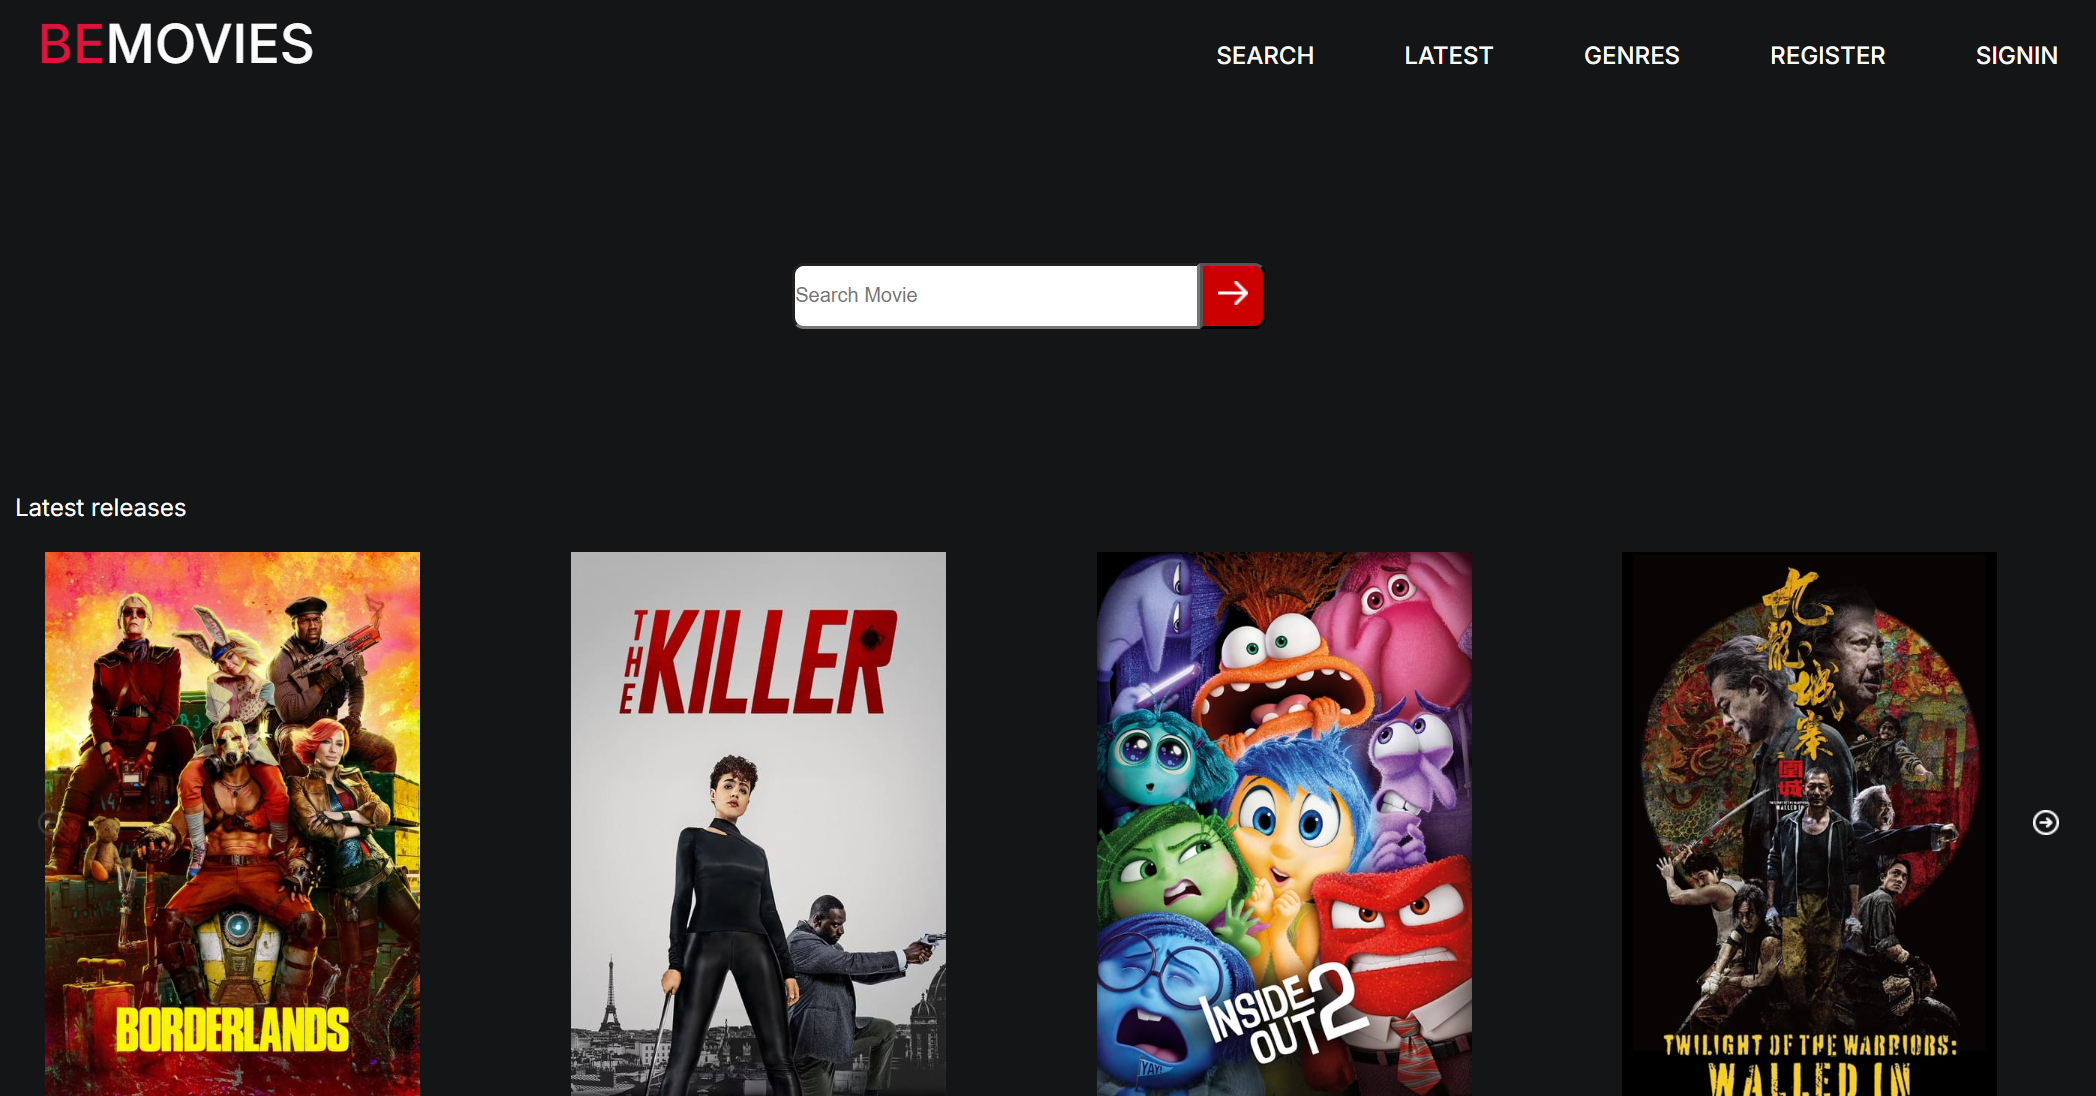 BEMOVIES
SEARCH LATEST GENRES REGISTER SIGNIN
Search Movie
Latest releases
BORDERLANDS
THE KILLER
YAY!
INSIDE OUT 2
九龍城寨
圍城
TWILIGHT OF THE WARRIORS:
WALLED IN